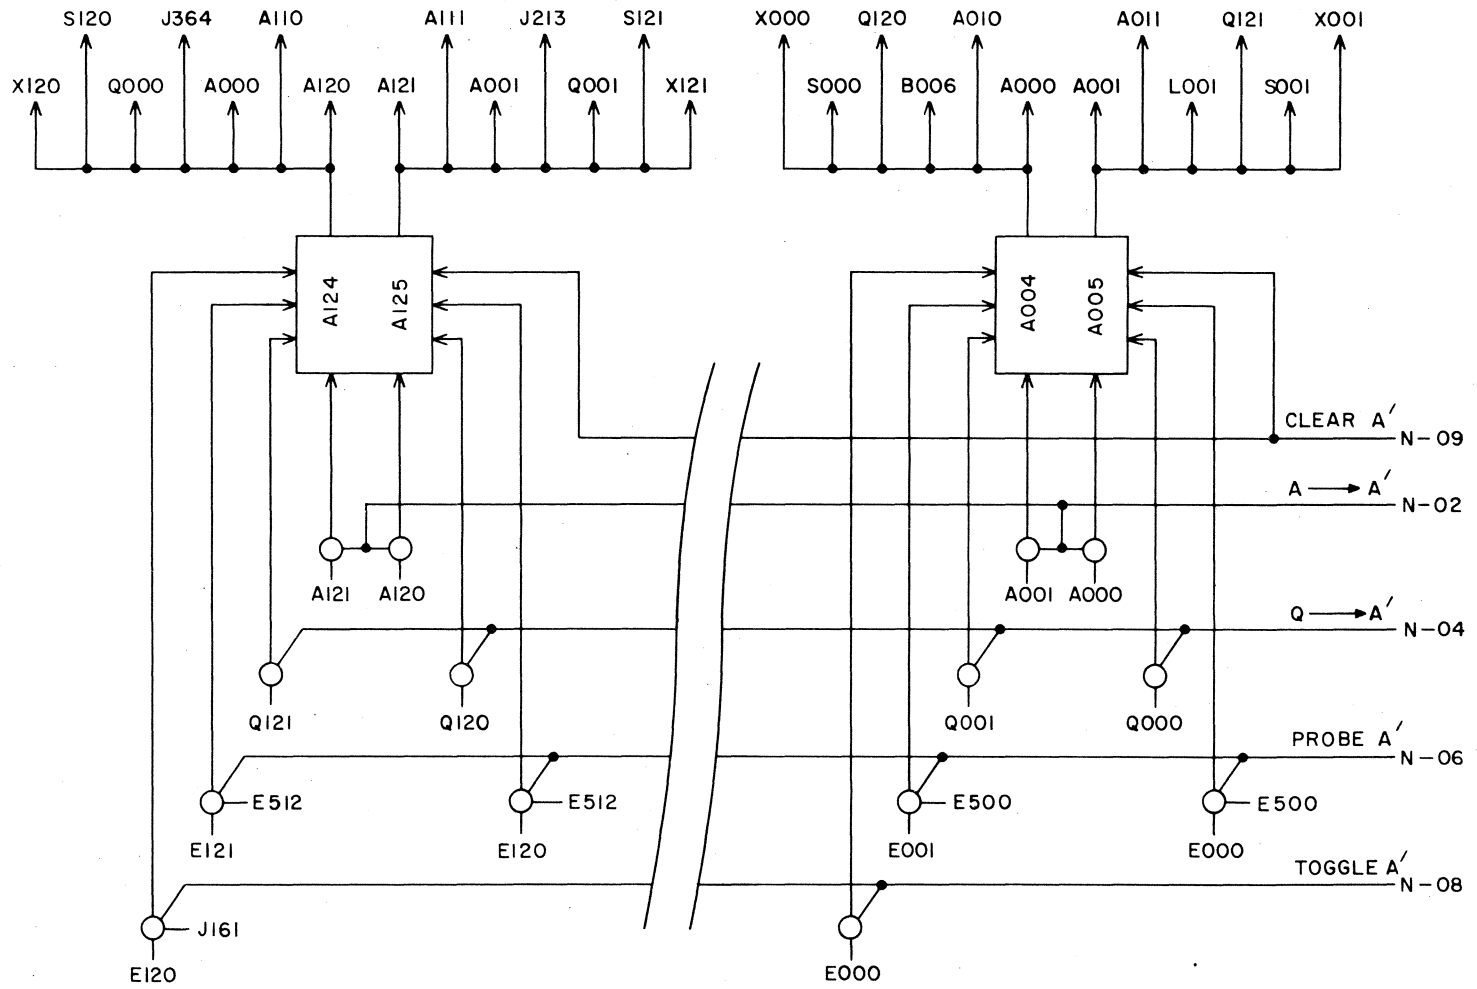 S120 J364 A110 A111 J213 S121 X000 Q120 A010 A011 Q121 X001
X120 Q000 A000 A120 A121 A001 Q001 X121 S000 B006 A000 A001 L001 S001
A124 A125 A004 A005
CLEAR A′
N-09
A → A′
N-02
A121 A120 A001 A000
Q → A′
N-04
Q121 Q120 Q001 Q000
PROBE A′
N-06
E512 E512 E500 E500
E121 E120 E001 E000
TOGGLE A′
N-08
J161
E120 E000